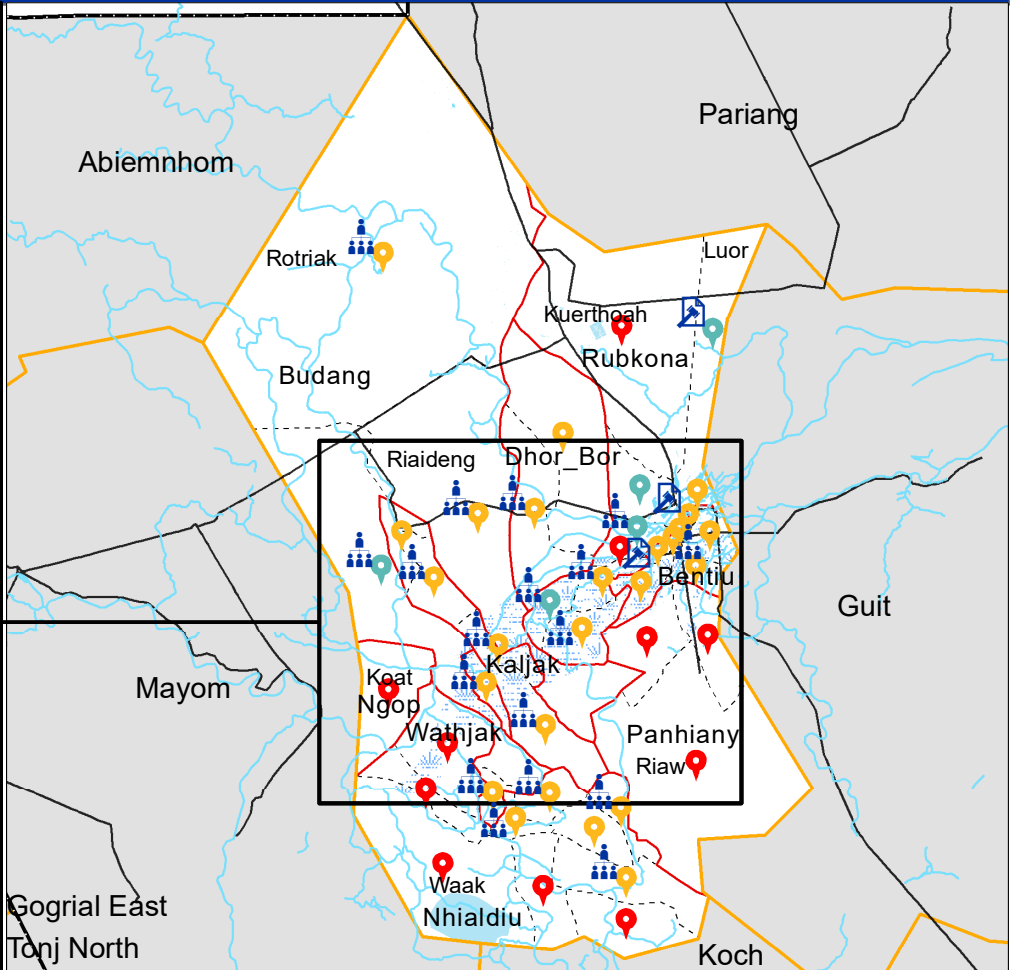 Pariang
Abiemnhom
Luor
Rotriak
Kuerthoah
Rubkona
Budang
Riaideng
Dhor_Bor
Bentiu
Guit
Kaljak
Koat
Ngop
Mayom
Wathjak
Panhiany
Riaw
Waak
Nhialdiu
Gogrial East
Tonj North
Koch